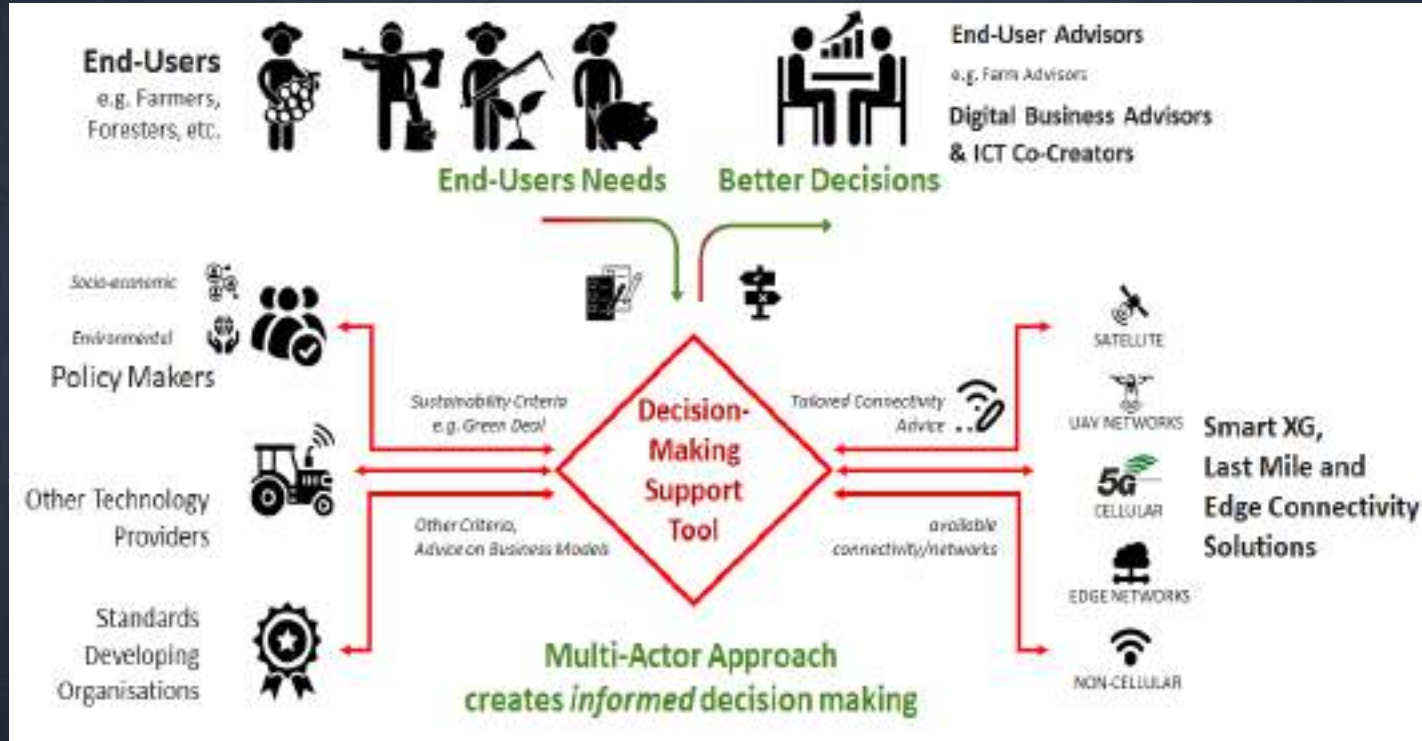 End-Users
e.g. Farmers,
Foresters, etc.
End-User Advisors
e.g. Farm Advisors
Digital Business Advisors
& ICT Co-Creators
End-Users Needs
Better Decisions
Socio-economic
Environmental
Policy Makers
Sustainability Criteria
e.g. Green Deal
Other Technology
Providers
Other Criteria,
Advice on Business Models
Standards
Developing
Organisations
Decision-
Making
Support
Tool
Tailored Connectivity
Advice
available
connectivity/networks
SATELLITE
UAV NETWORKS
5G
CELLULAR
EDGE NETWORKS
NON-CELLULAR
Smart XG,
Last Mile and
Edge Connectivity
Solutions
Multi-Actor Approach
creates informed decision making